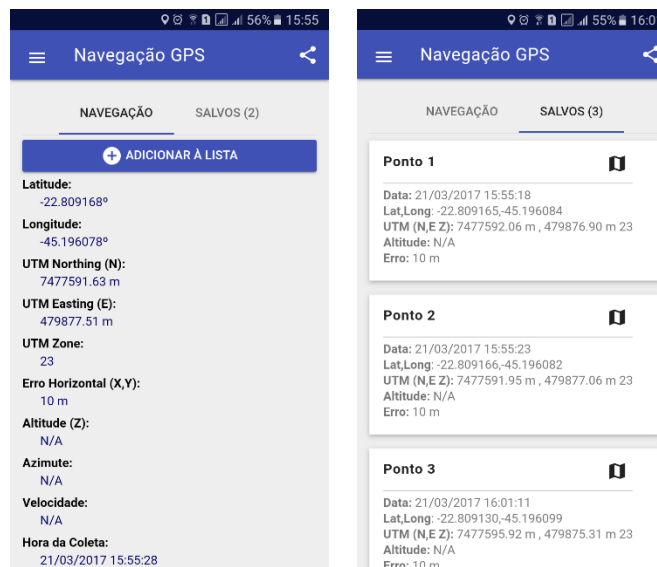 56% 15:55
Navegação GPS
NAVEGAÇÃO SALVOS (2)
ADICIONAR À LISTA
Latitude:
-22.809168º
Longitude:
-45.196078º
UTM Northing (N):
7477591.63 m
UTM Easting (E):
479877.51 m
UTM Zone:
23
Erro Horizontal (X,Y):
10 m
Altitude (Z):
N/A
Azimute:
N/A
Velocidade:
N/A
Hora da Coleta:
21/03/2017 15:55:28
55% 16:0
Navegação GPS
NAVEGAÇÃO SALVOS (3)
Ponto 1
Data: 21/03/2017 15:55:18
Lat,Long: -22.809165,-45.196084
UTM (N,E Z): 7477592.06 m , 479876.90 m 23
Altitude: N/A
Erro: 10 m
Ponto 2
Data: 21/03/2017 15:55:23
Lat,Long: -22.809166,-45.196082
UTM (N,E Z): 7477591.95 m , 479877.06 m 23
Altitude: N/A
Erro: 10 m
Ponto 3
Data: 21/03/2017 16:01:11
Lat,Long: -22.809130,-45.196099
UTM (N,E Z): 7477595.92 m , 479875.31 m 23
Altitude: N/A
Erro: 10 m